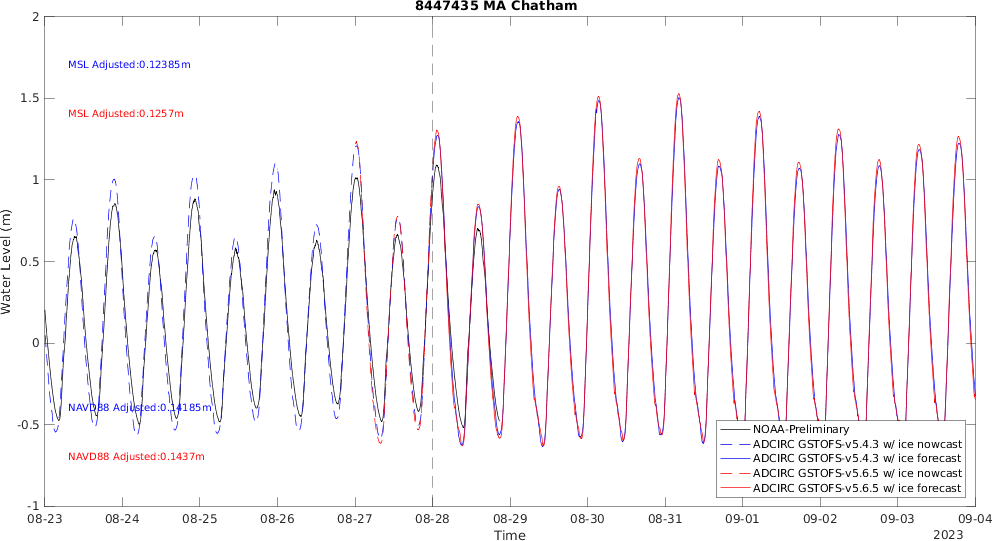 8447435 MA Chatham
2
1.5
1
0.5
0
-0.5
-1
Water Level (m)
MSL Adjusted:0.12385m
MSL Adjusted:0.1257m
NAVD88 Adjusted:0.14185m
NAVD88 Adjusted:0.1437m
NOAA-Preliminary
ADCIRC GSTOFS-v5.4.3 w/ ice nowcast
ADCIRC GSTOFS-v5.4.3 w/ ice forecast
ADCIRC GSTOFS-v5.6.5 w/ ice nowcast
ADCIRC GSTOFS-v5.6.5 w/ ice forecast
08-23 08-24 08-25 08-26 08-27 08-28 08-29 08-30 08-31 09-01 09-02 09-03 09-04
Time
2023